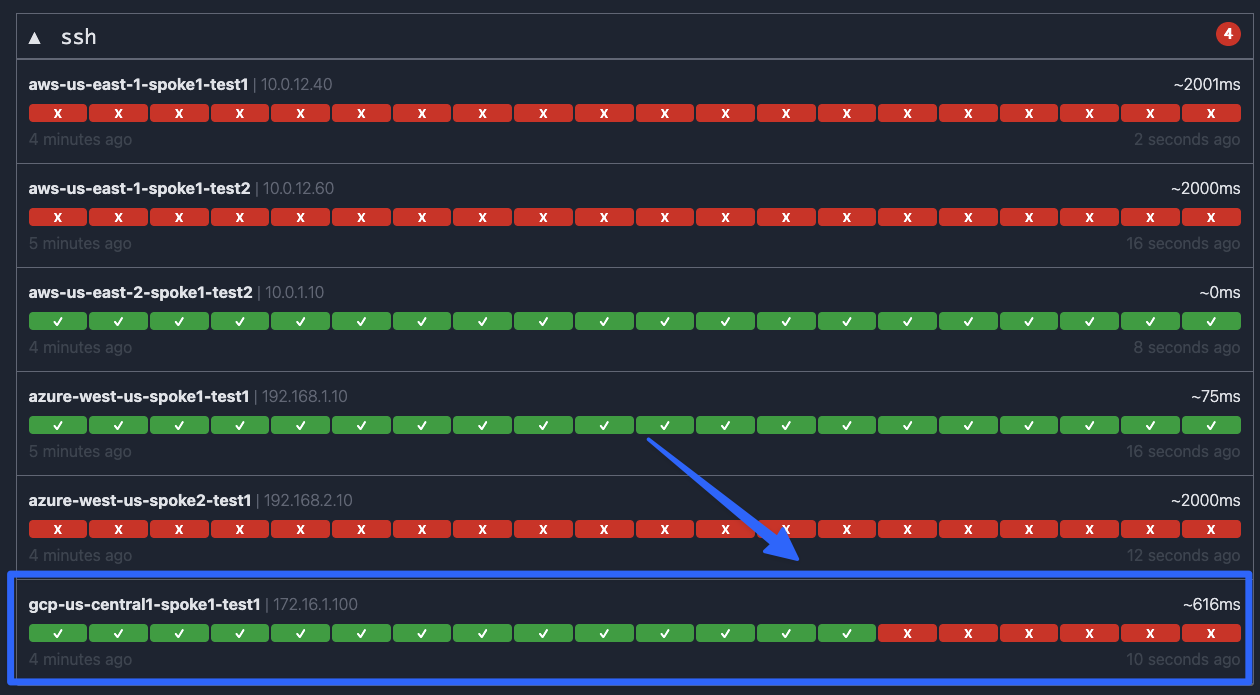 ▲ ssh 4
aws-us-east-1-spoke1-test1 | 10.0.12.40 ~2001ms
X X X X X X X X X X X X X X X X X X X X
4 minutes ago 2 seconds ago
aws-us-east-1-spoke1-test2 | 10.0.12.60 ~2000ms
X X X X X X X X X X X X X X X X X X X X
5 minutes ago 16 seconds ago
aws-us-east-2-spoke1-test2 | 10.0.1.10 ~0ms
✓ ✓ ✓ ✓ ✓ ✓ ✓ ✓ ✓ ✓ ✓ ✓ ✓ ✓ ✓ ✓ ✓ ✓ ✓ ✓
4 minutes ago 8 seconds ago
azure-west-us-spoke1-test1 | 192.168.1.10 ~75ms
✓ ✓ ✓ ✓ ✓ ✓ ✓ ✓ ✓ ✓ ✓ ✓ ✓ ✓ ✓ ✓ ✓ ✓ ✓ ✓
5 minutes ago 16 seconds ago
azure-west-us-spoke2-test1 | 192.168.2.10 ~2000ms
X X X X X X X X X X X X X X X X X X X X
4 minutes ago 12 seconds ago
gcp-us-central1-spoke1-test1 | 172.16.1.100 ~616ms
✓ ✓ ✓ ✓ ✓ ✓ ✓ ✓ ✓ ✓ ✓ ✓ ✓ ✓ X X X X X X
4 minutes ago 10 seconds ago